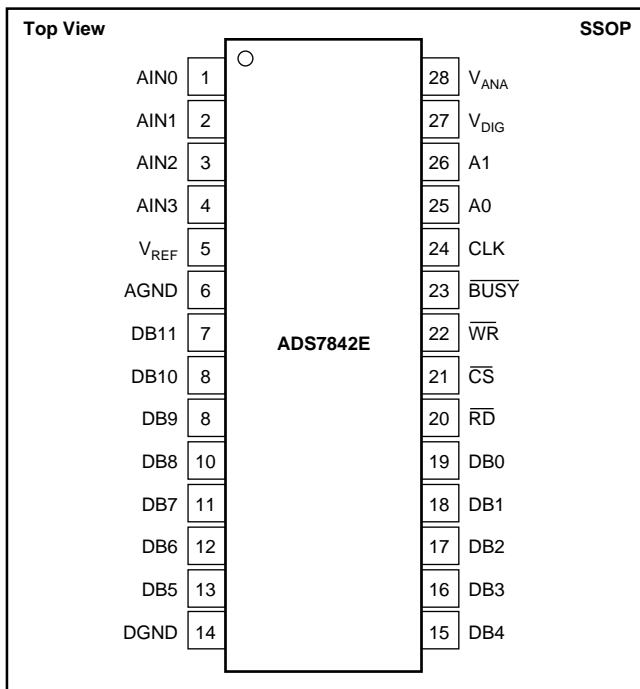 Top View SSOP
AIN0 1 28 VANA
AIN1 2 27 VDIG
AIN2 3 26 A1
AIN3 4 25 A0
VREF 5 24 CLK
AGND 6 23 BUSY
DB11 7 22 WR
ADS7842E
DB10 8 21 CS
DB9 8 20 RD
DB8 10 19 DB0
DB7 11 18 DB1
DB6 12 17 DB2
DB5 13 16 DB3
DGND 14 15 DB4